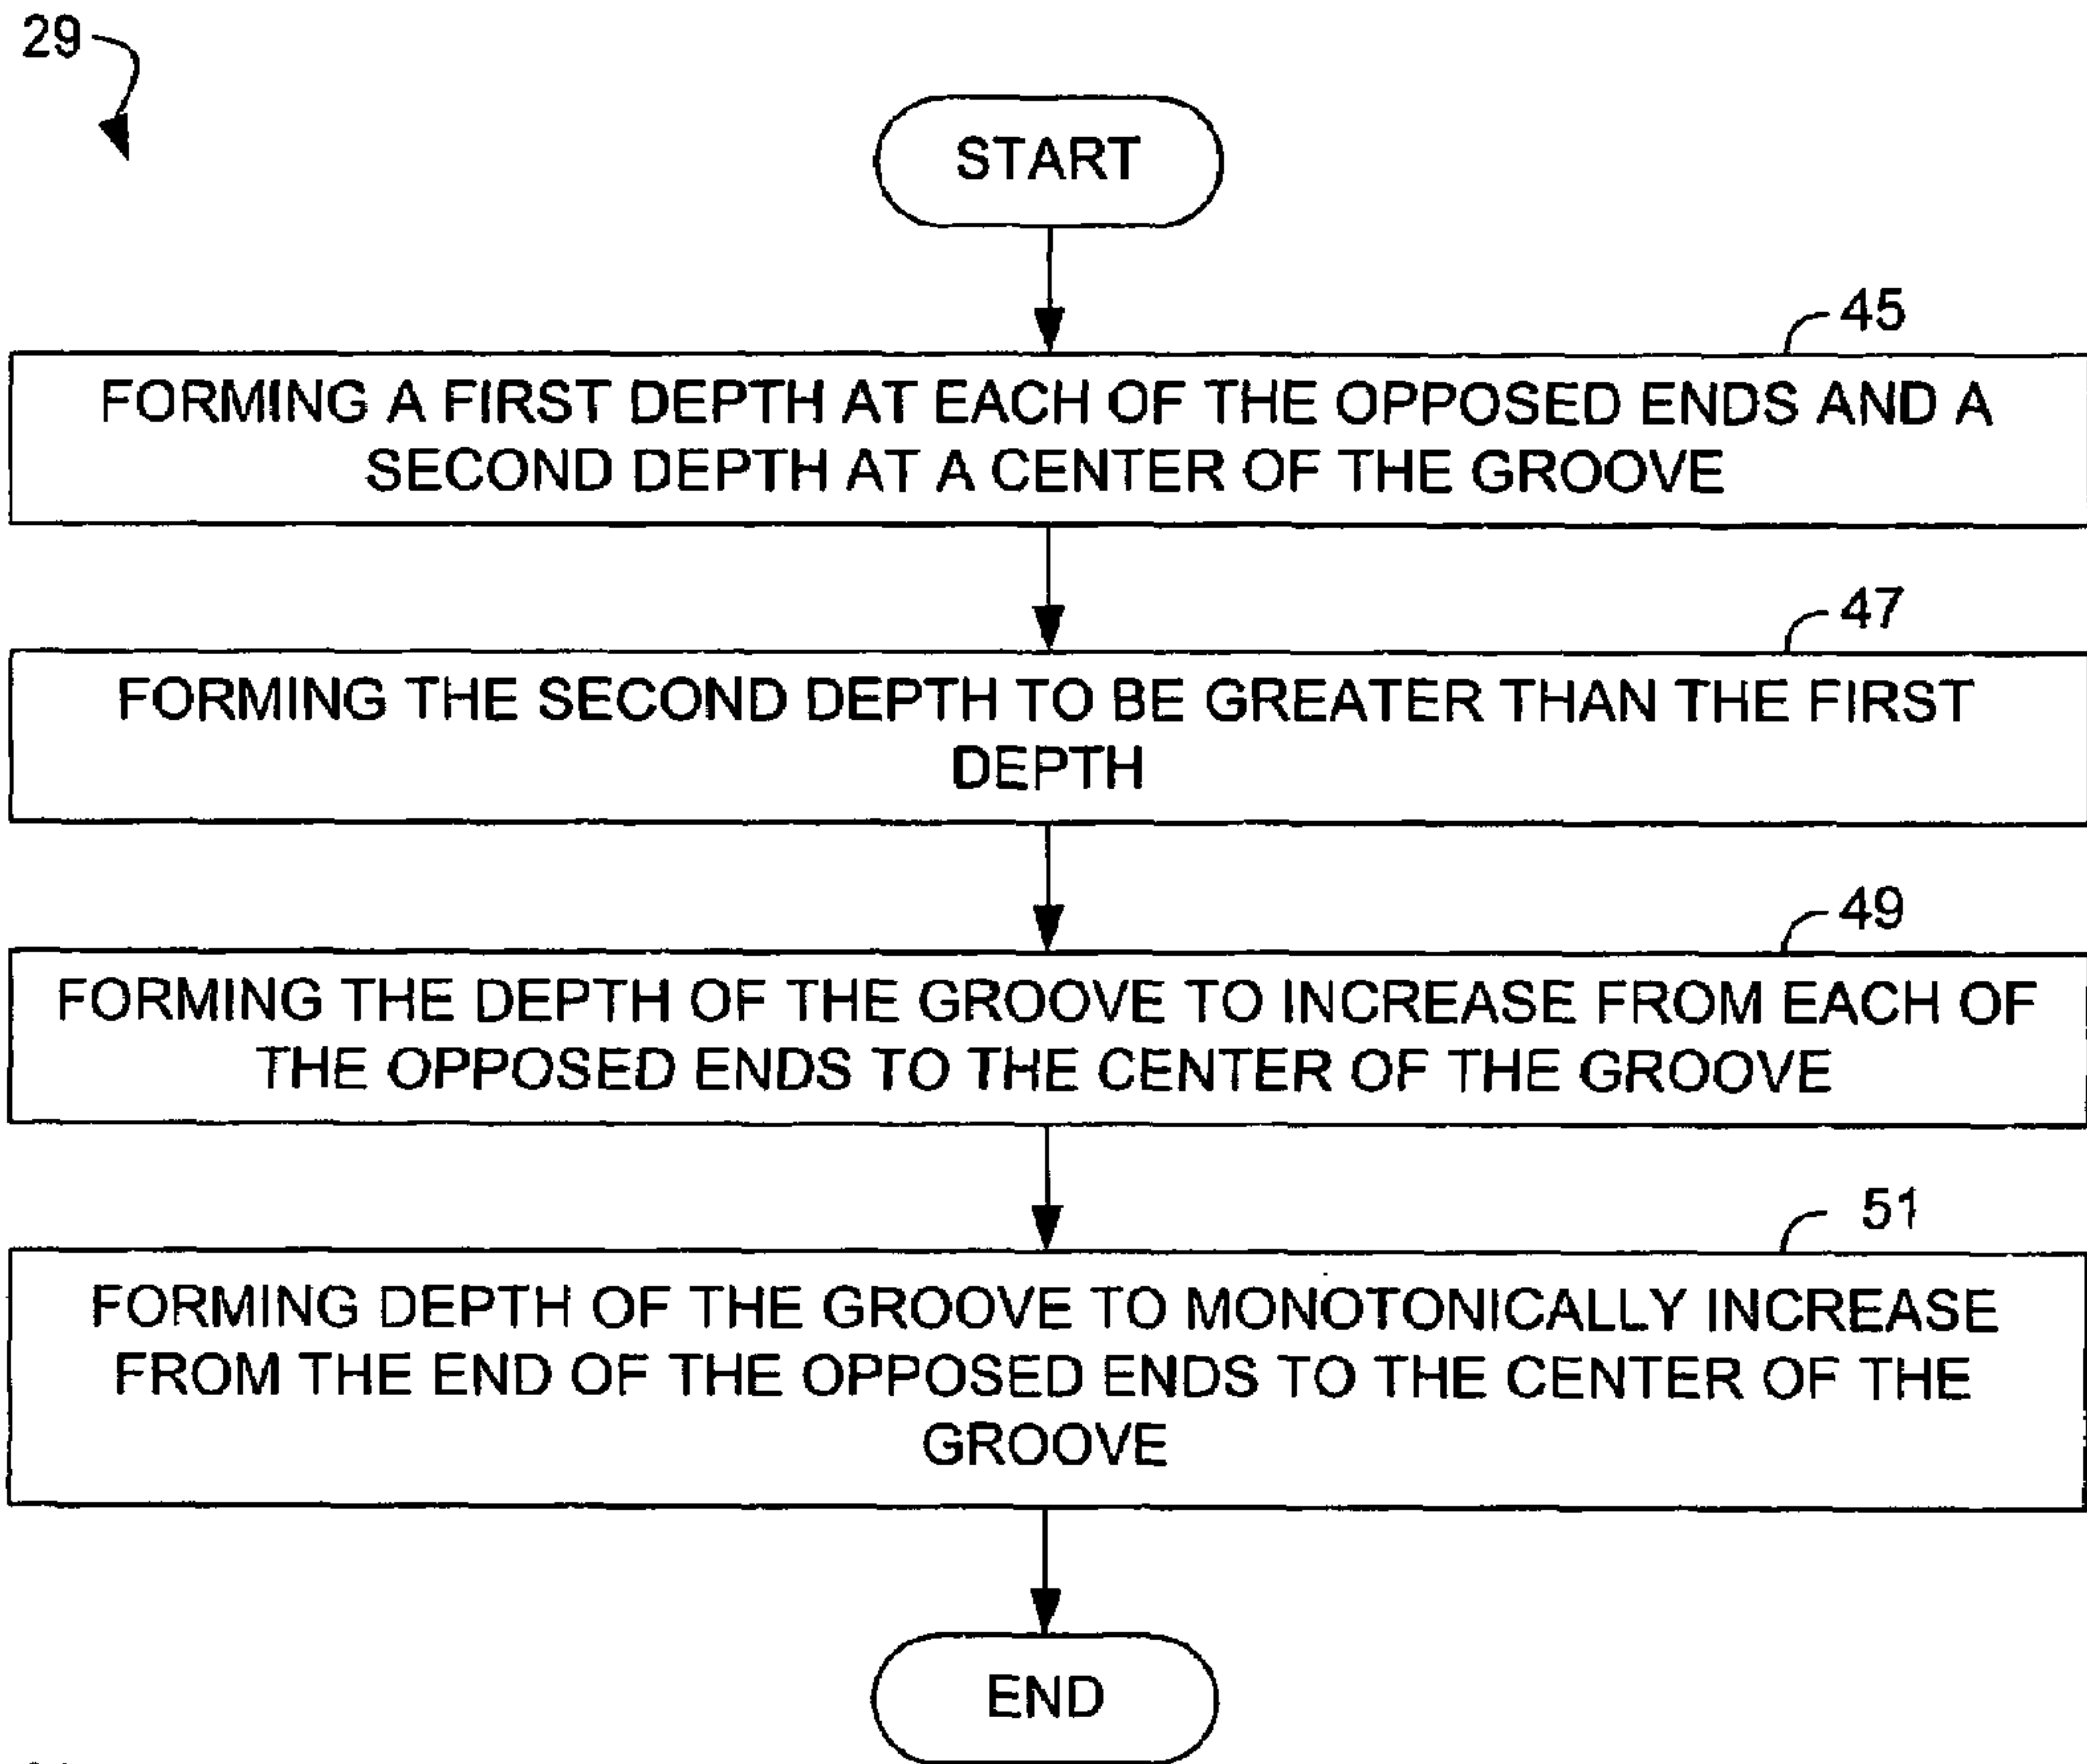 29
START
45
FORMING A FIRST DEPTH AT EACH OF THE OPPOSED ENDS AND A
SECOND DEPTH AT A CENTER OF THE GROOVE
47
FORMING THE SECOND DEPTH TO BE GREATER THAN THE FIRST
DEPTH
49
FORMING THE DEPTH OF THE GROOVE TO INCREASE FROM EACH OF
THE OPPOSED ENDS TO THE CENTER OF THE GROOVE
51
FORMING DEPTH OF THE GROOVE TO MONOTONICALLY INCREASE
FROM THE END OF THE OPPOSED ENDS TO THE CENTER OF THE
GROOVE
END